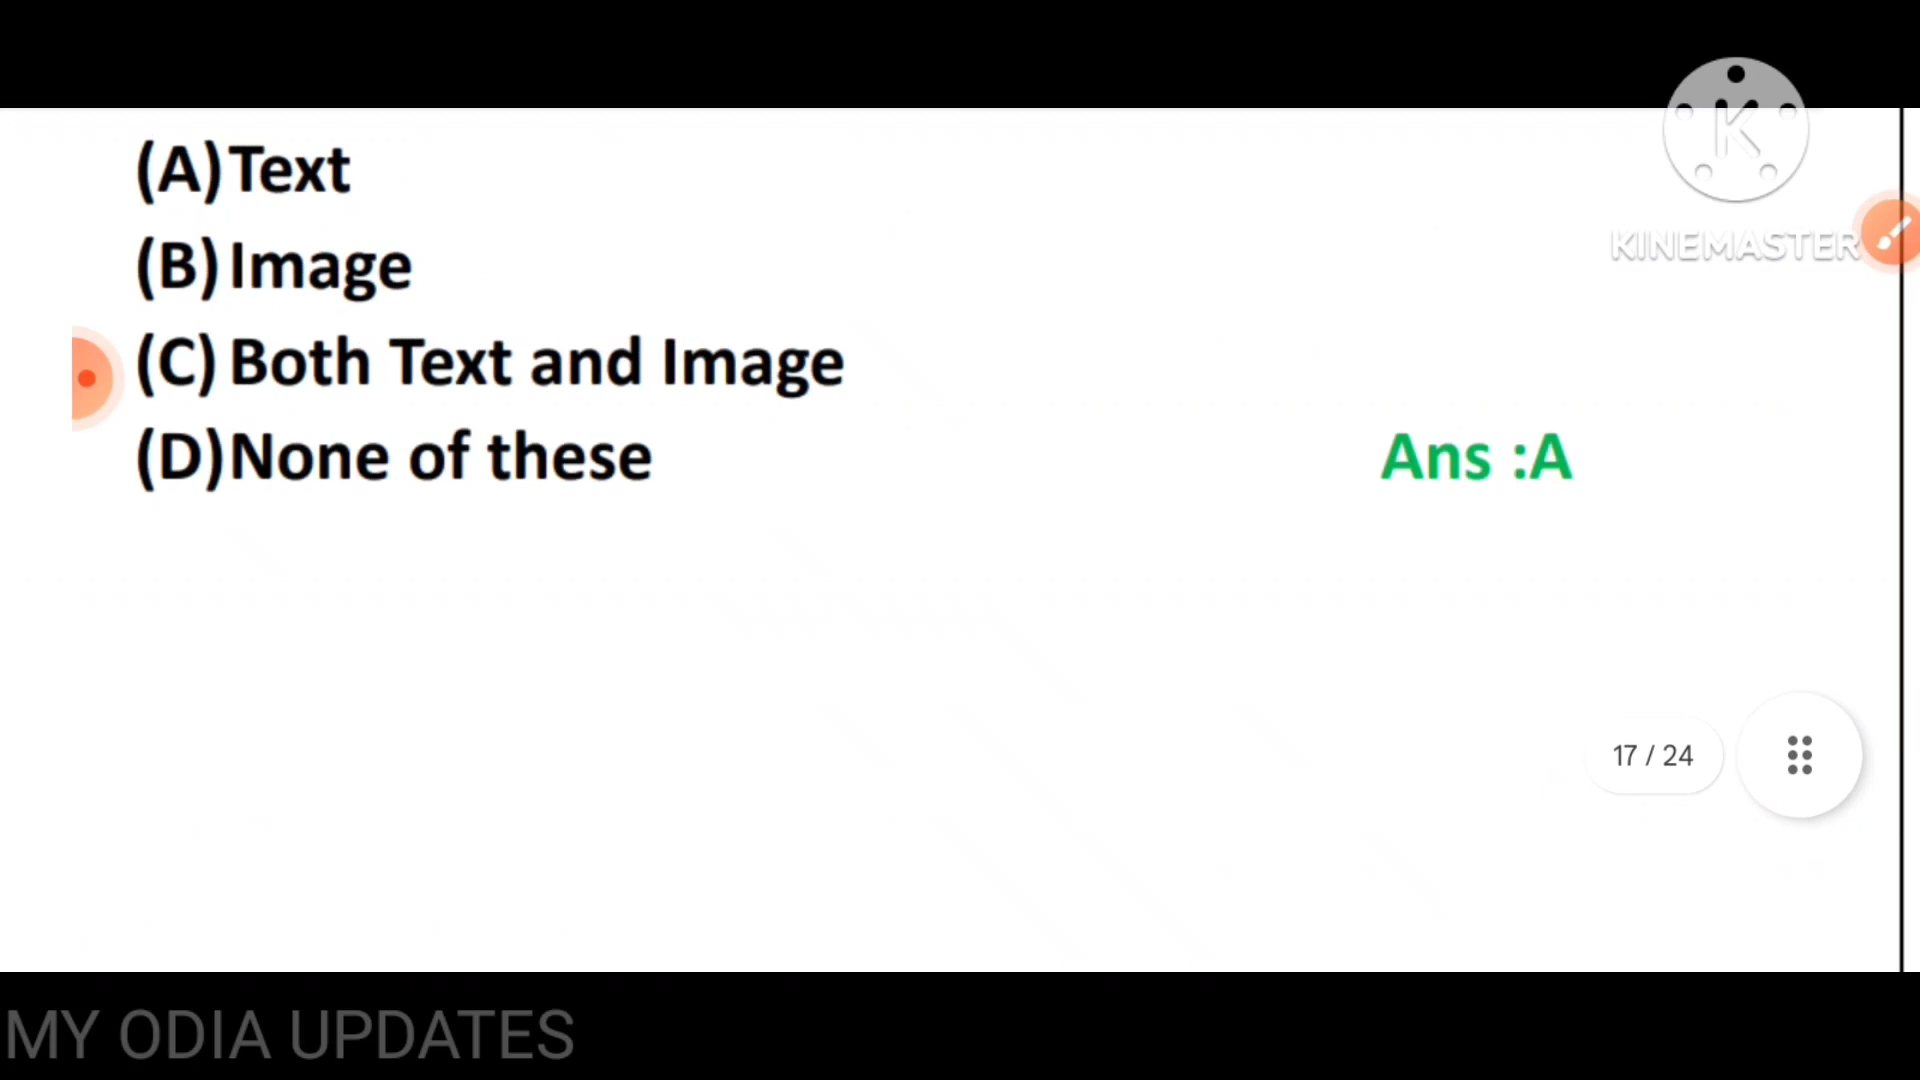 (A) Text
(B) Image
(C) Both Text and Image
(D) None of these
Ans :A
K
KINEMASTER
17 / 24
MY ODIA UPDATES